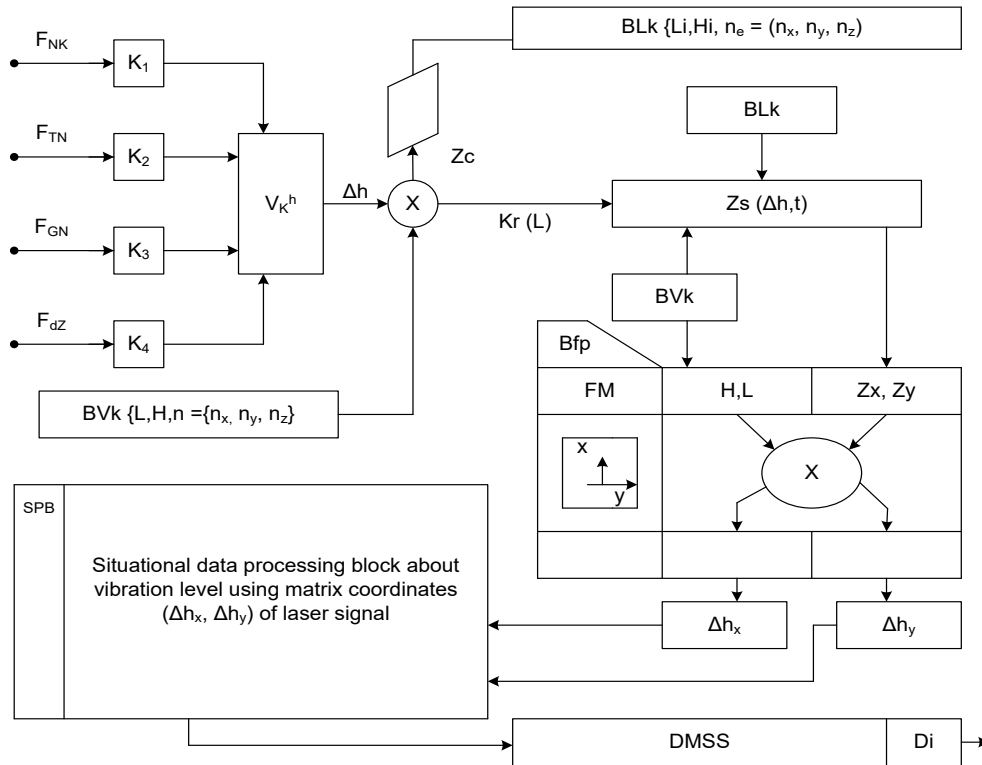 BLk {Li,Hi, nₑ = (nₓ, nᵧ, n_z)
F_NK
K₁
BLk
F_TN
K₂
Zc
V_K^h
Δh
X
Kr (L)
Zs (Δh,t)
F_GN
K₃
BVk
F_dZ
K₄
Bfp
FM
H,L
Zx, Zy
BVk {L,H,n ={nₓ, nᵧ, n_z}
x
y
X
SPB
Situational data processing block about
vibration level using matrix coordinates
(Δhₓ, Δhᵧ) of laser signal
Δhₓ
Δhᵧ
DMSS
Di